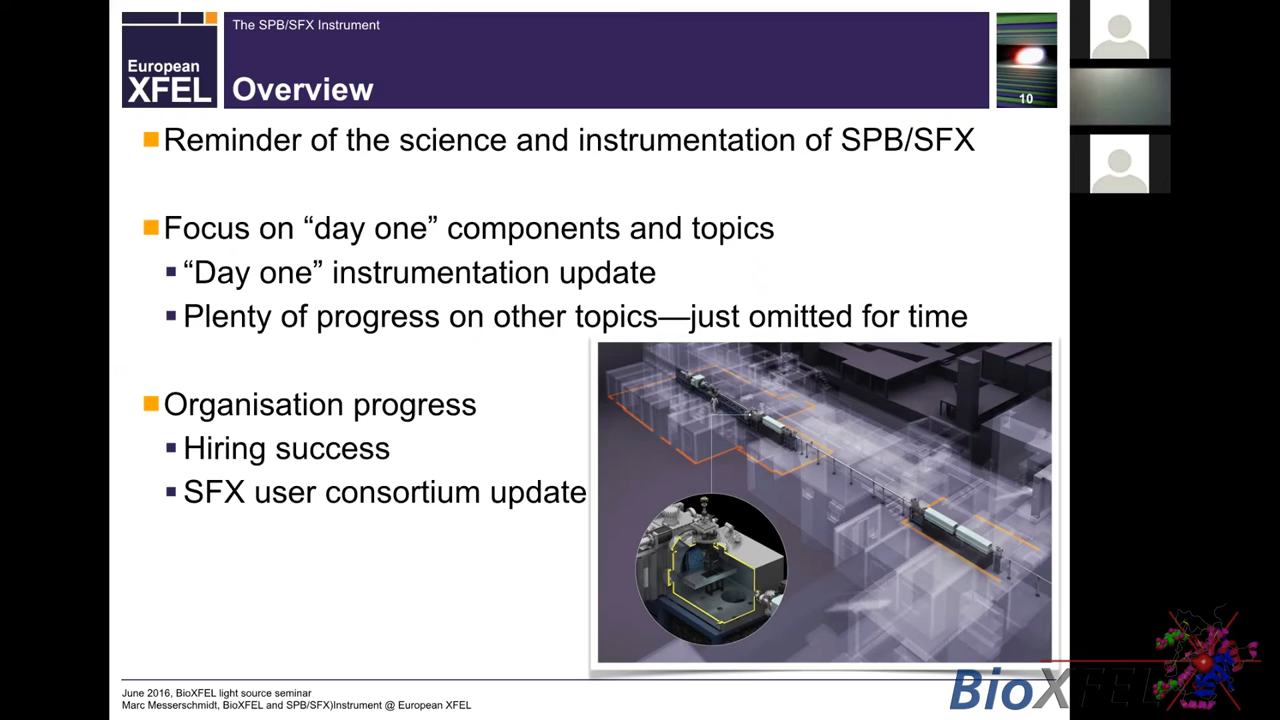 The SPB/SFX Instrument
European
XFEL
Overview
10
Reminder of the science and instrumentation of SPB/SFX
Focus on “day one” components and topics
“Day one” instrumentation update
Plenty of progress on other topics—just omitted for time
Organisation progress
Hiring success
SFX user consortium update
June 2016, BioXFEL light source seminar
Marc Messerschmidt, BioXFEL and SPB/SFX)Instrument @ European XFEL
BioXFEL